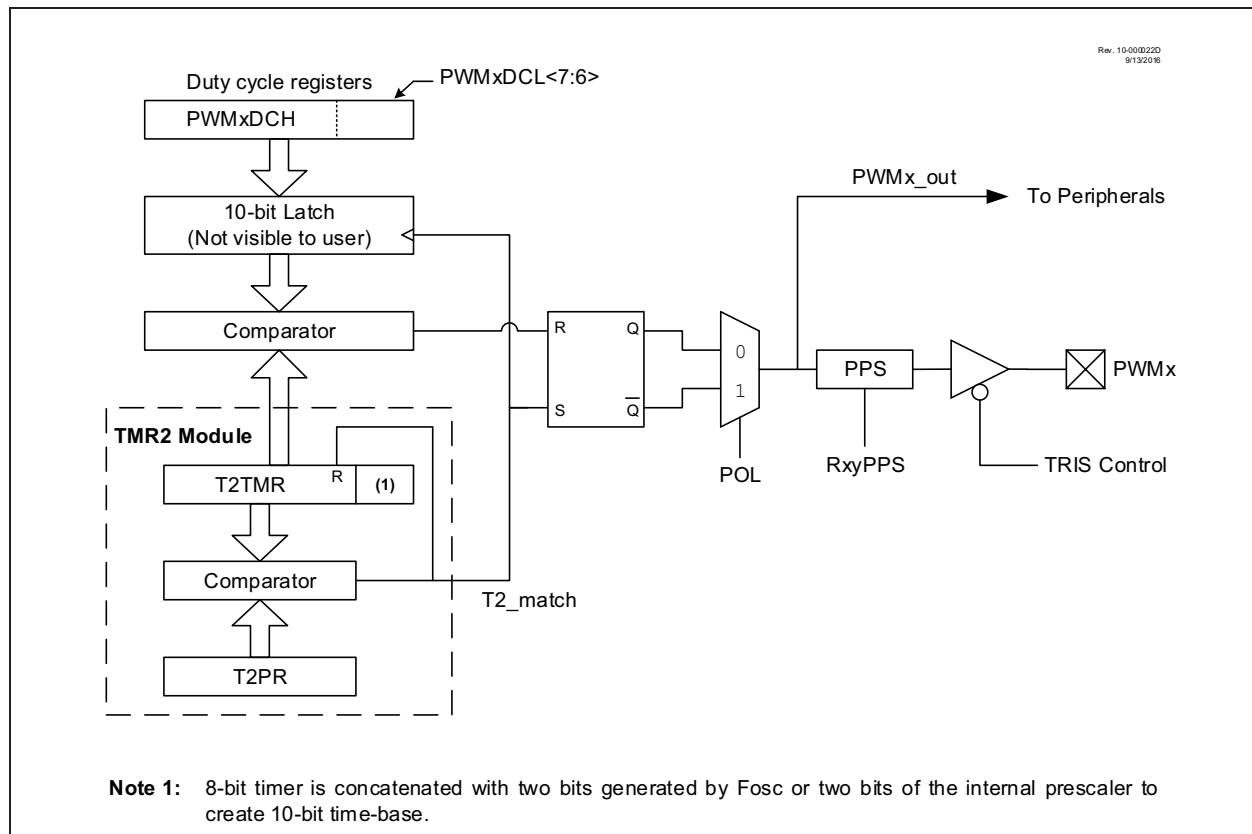 Rev. 10-000022D
9/13/2016
Duty cycle registers
PWMxDCL<7:6>
PWMxDCH
10-bit Latch
(Not visible to user)
Comparator
TMR2 Module
T2TMR
R
(1)
Comparator
T2PR
T2_match
R
Q
S
Q̅
0
1
POL
PWMx_out
To Peripherals
PPS
RxyPPS
PWMx
TRIS Control
Note 1: 8-bit timer is concatenated with two bits generated by Fosc or two bits of the internal prescaler to
create 10-bit time-base.